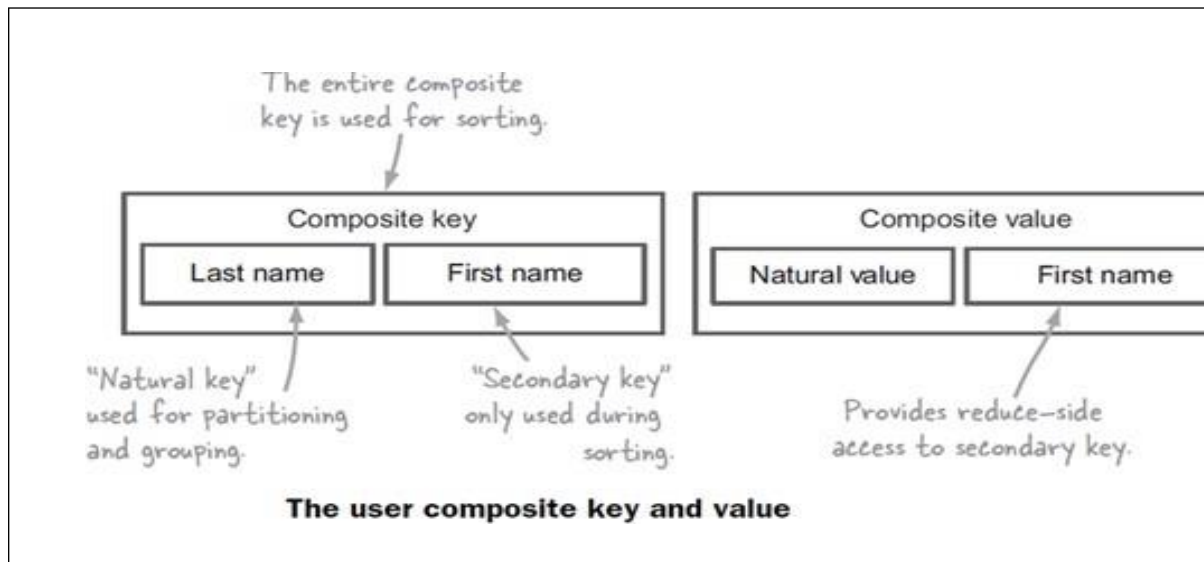 The entire composite
key is used for sorting.
Composite key
Last name
First name
Composite value
Natural value
First name
“Natural key”
used for partitioning
and grouping.
“Secondary key”
only used during
sorting.
Provides reduce-side
access to secondary key.
The user composite key and value